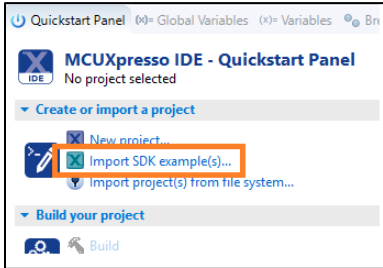 Quickstart Panel (x)= Global Variables (x)= Variables Bre
IDE
MCUXpresso IDE - Quickstart Panel
No project selected
Create or import a project
New project...
Import SDK example(s)...
Import project(s) from file system...
Build your project
Build